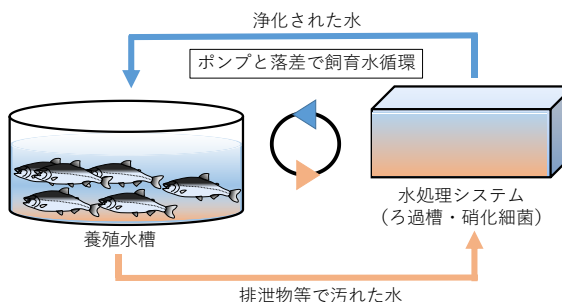 浄化された水
ポンプと落差で飼育水循環
養殖水槽
水処理システム
（ろ過槽・硝化細菌）
排泄物等で汚れた水